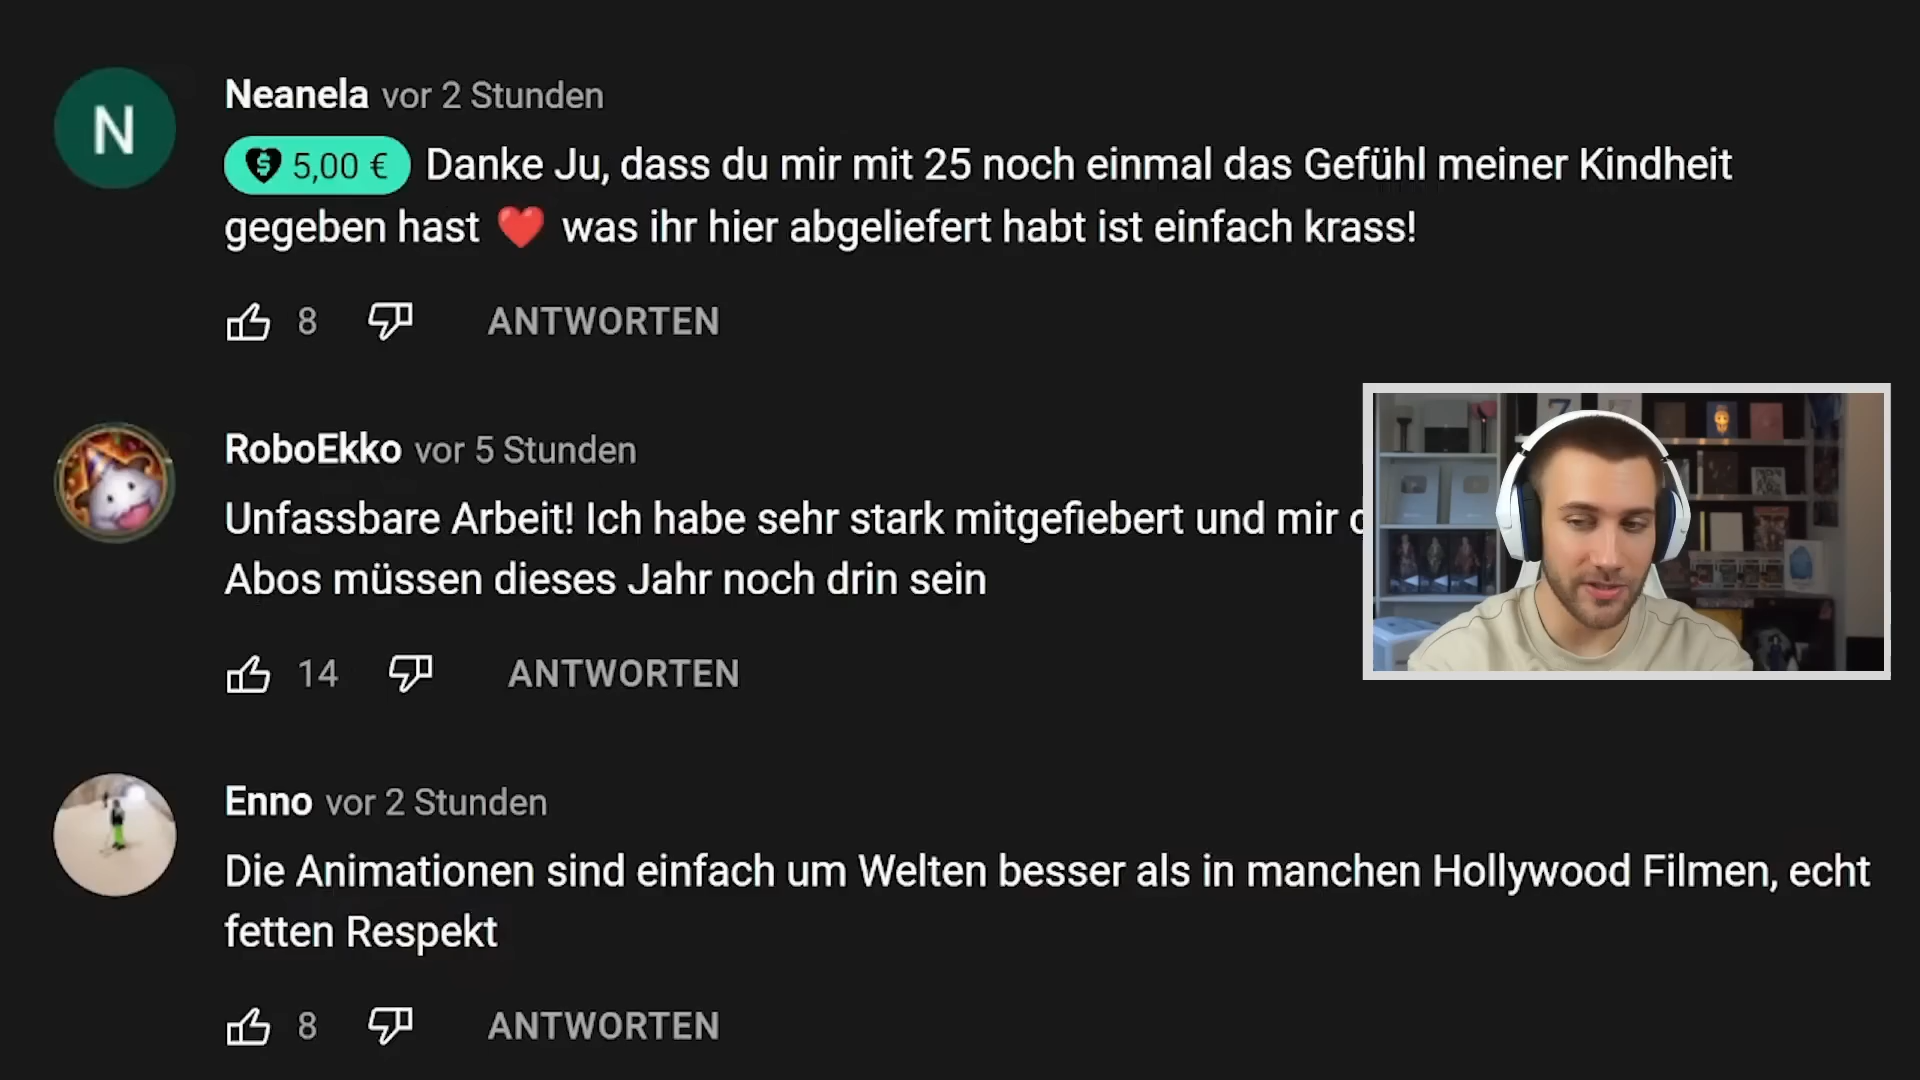 N
Neanela vor 2 Stunden
5,00 € Danke Ju, dass du mir mit 25 noch einmal das Gefühl meiner Kindheit
gegeben hast ❤️ was ihr hier abgeliefert habt ist einfach krass!
8 ANTWORTEN
RoboEkko vor 5 Stunden
Unfassbare Arbeit! Ich habe sehr stark mitgefiebert und mir
Abos müssen dieses Jahr noch drin sein
14 ANTWORTEN
Enno vor 2 Stunden
Die Animationen sind einfach um Welten besser als in manchen Hollywood Filmen, echt
fetten Respekt
8 ANTWORTEN